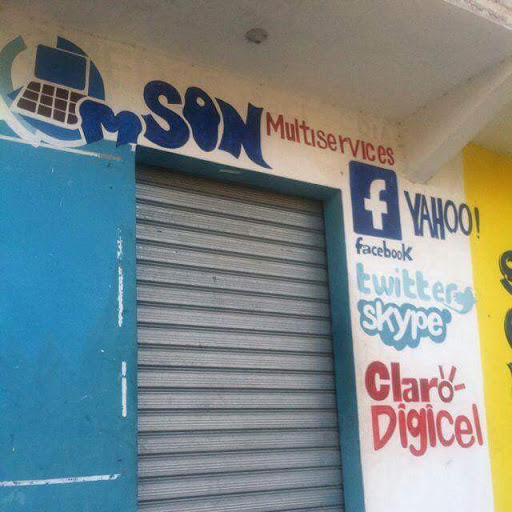 mSON
Multiservices
f
facebook
YAHOO!
twitter
skype
Claro
Digicel